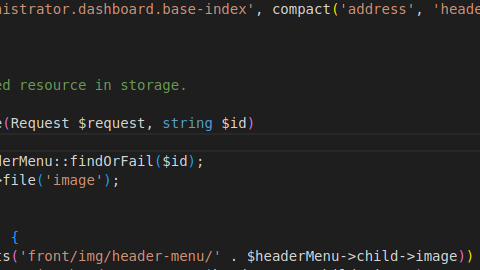 nistrator.dashboard.base-index', compact('address', 'heade
ed resource in storage.
e(Request $request, string $id)
derMenu::findOrFail($id);
>file('image');
{
ts('front/img/header-menu/' . $headerMenu->child->image))